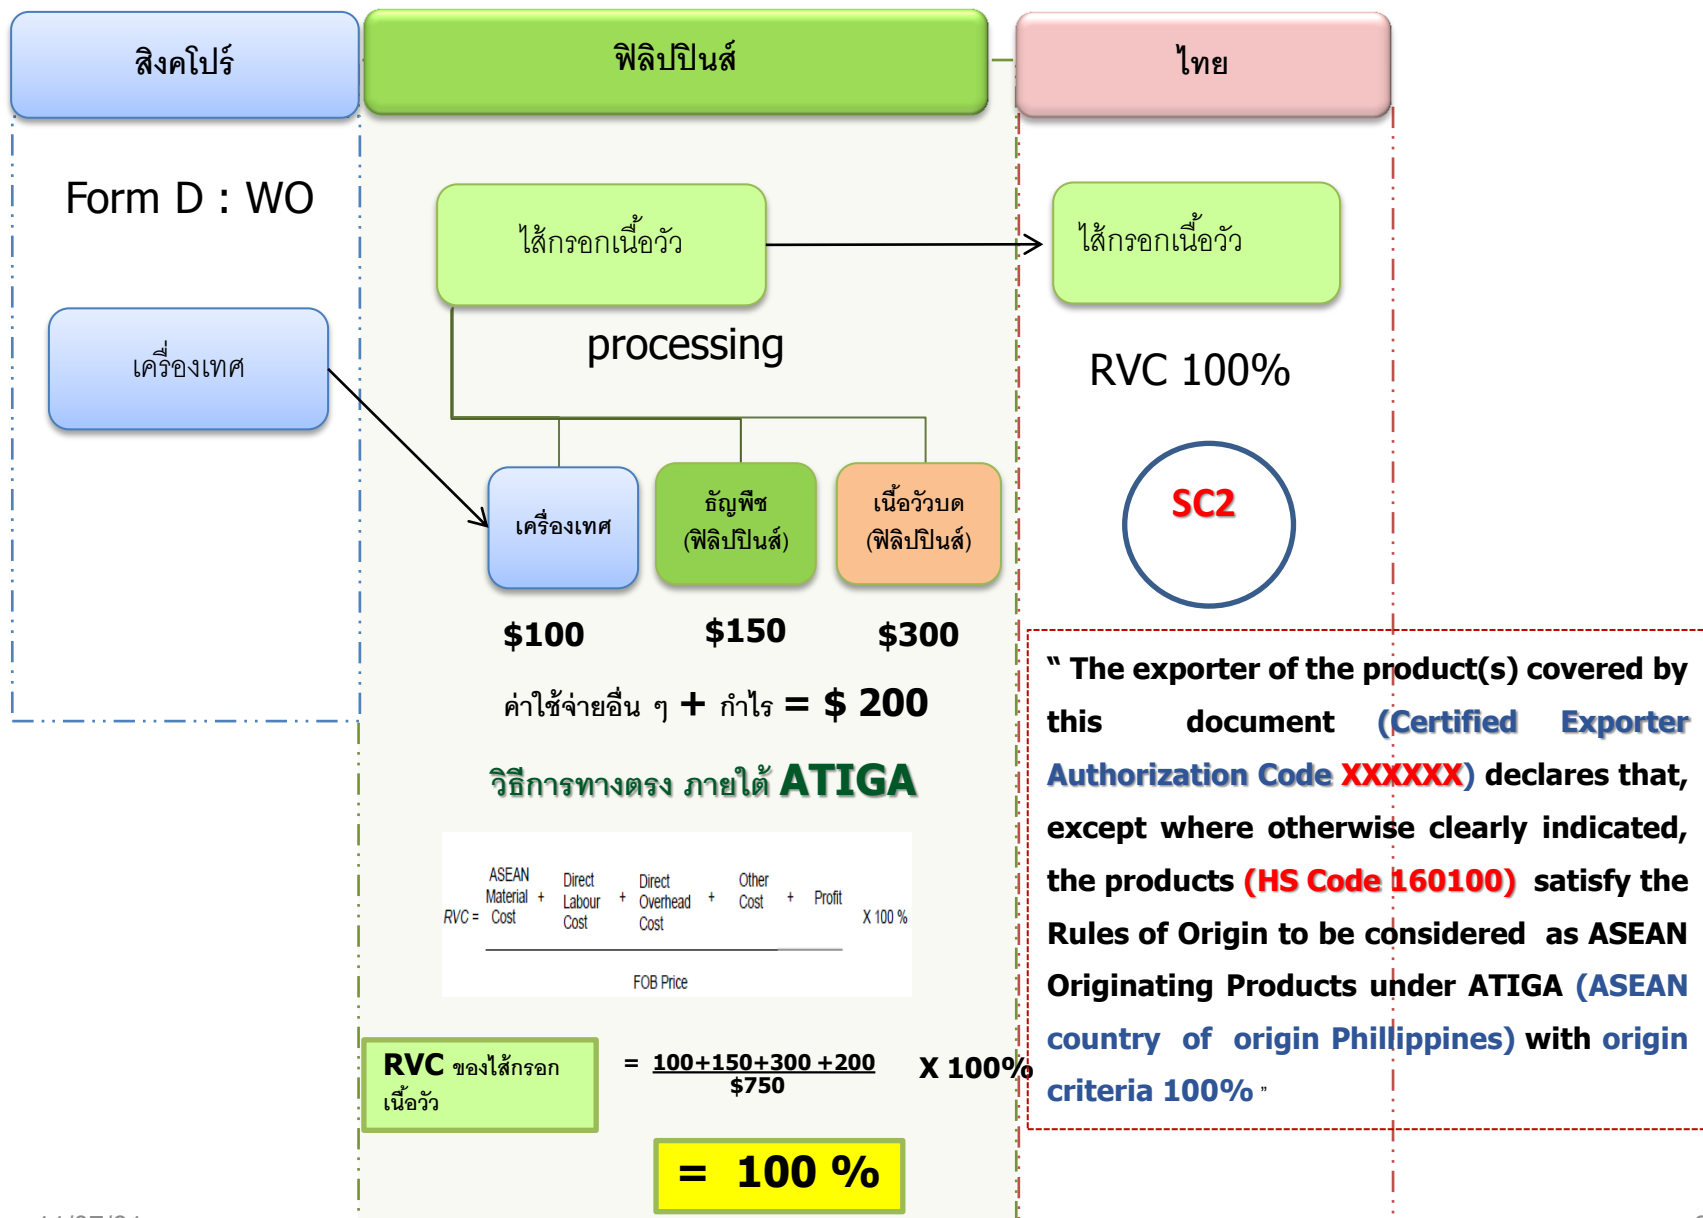 สิงคโปร์
ฟิลิปปินส์
ไทย
Form D : WO
เครื่องเทศ
ไส้กรอกเนื้อวัว
processing
เครื่องเทศ
ธัญพืช
(ฟิลิปปินส์)
เนื้อวัวบด
(ฟิลิปปินส์)
$100
$150
$300
ค่าใช้จ่ายอื่น ๆ + กำไร = $ 200
วิธีการทางตรง ภายใต้ ATIGA
RVC = ASEAN Material Cost + Direct Labour Cost + Direct Overhead Cost + Other Cost + Profit X 100 %
FOB Price
RVC ของไส้กรอก
เนื้อวัว
= 100+150+300 +200 X 100%
$750
= 100 %
ไส้กรอกเนื้อวัว
RVC 100%
SC2
“ The exporter of the product(s) covered by
this document (Certified Exporter
Authorization Code XXXXXX) declares that,
except where otherwise clearly indicated,
the products (HS Code 160100) satisfy the
Rules of Origin to be considered as ASEAN
Originating Products under ATIGA (ASEAN
country of origin Phillippines) with origin
criteria 100% ”